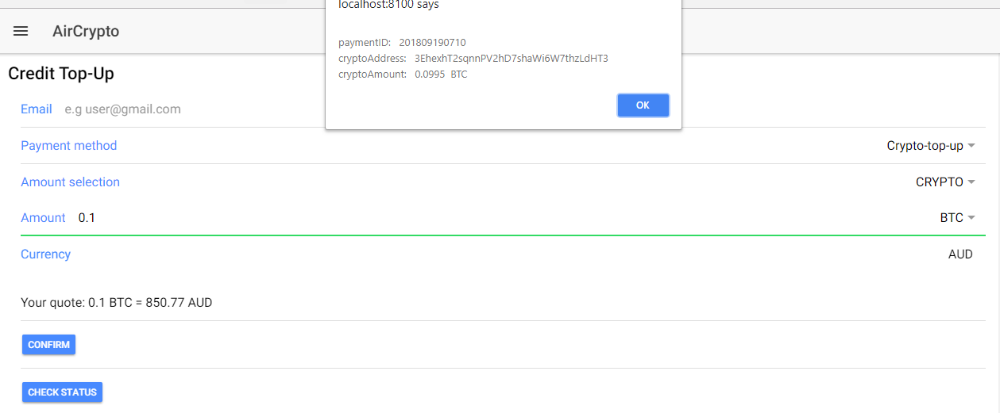 localhost:8100 says
AirCrypto
paymentID: 201809190710
cryptoAddress: 3EhexhT2sqnnPV2hD7shaWi6W7thzLdHT3
cryptoAmount: 0.0995 BTC
OK
Credit Top-Up
Email e.g user@gmail.com
Payment method Crypto-top-up
Amount selection CRYPTO
Amount 0.1 BTC
Currency AUD
Your quote: 0.1 BTC = 850.77 AUD
CONFIRM
CHECK STATUS